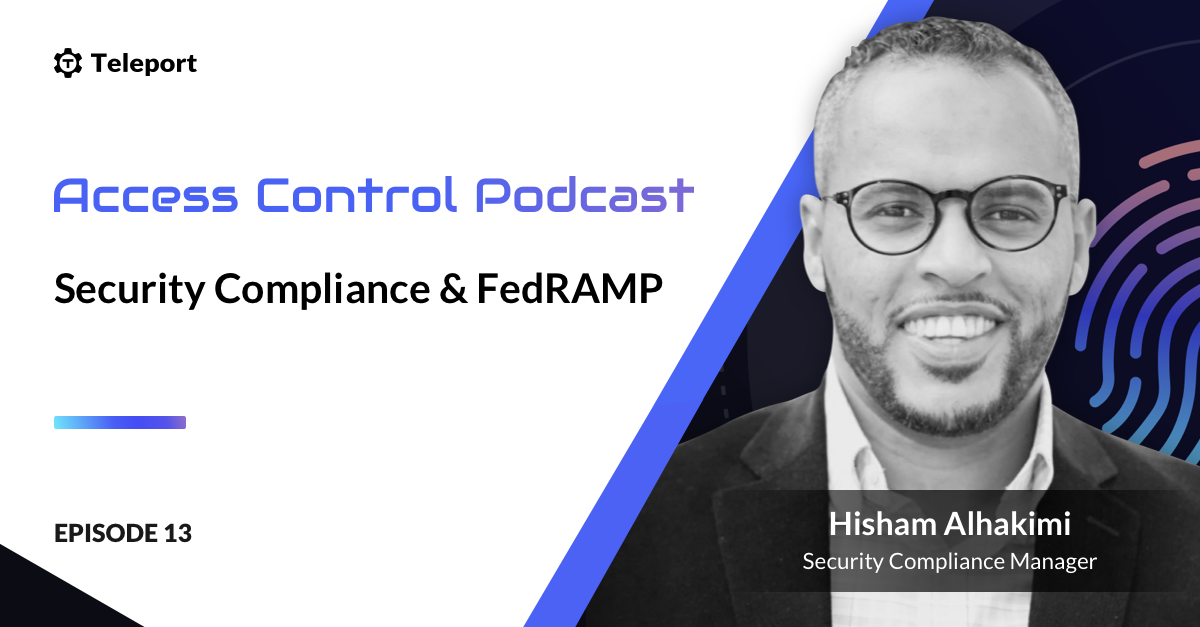 Teleport
Access Control Podcast
Security Compliance & FedRAMP
EPISODE 13
Hisham Alhakimi
Security Compliance Manager